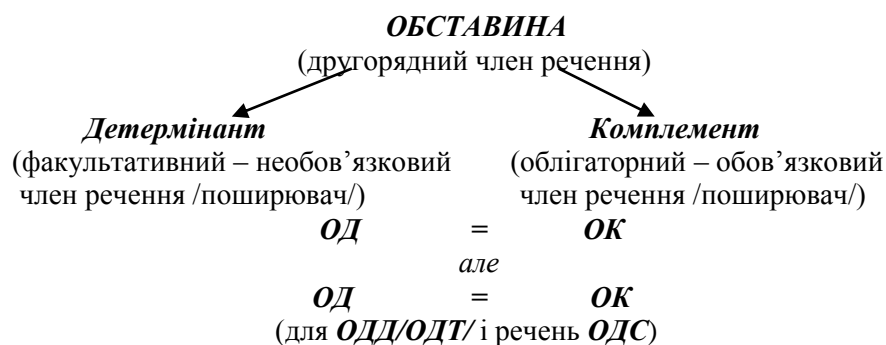 ОБСТАВИНА
(другорядний член речення)
Детермінант Комплемент
(факультативний – необов’язковий (облігаторний – обов’язковий
член речення /поширювач/) член речення /поширювач/)
ОД = ОК
але
ОД = ОК
(для ОДД/ОДТ/ і речень ОДС)